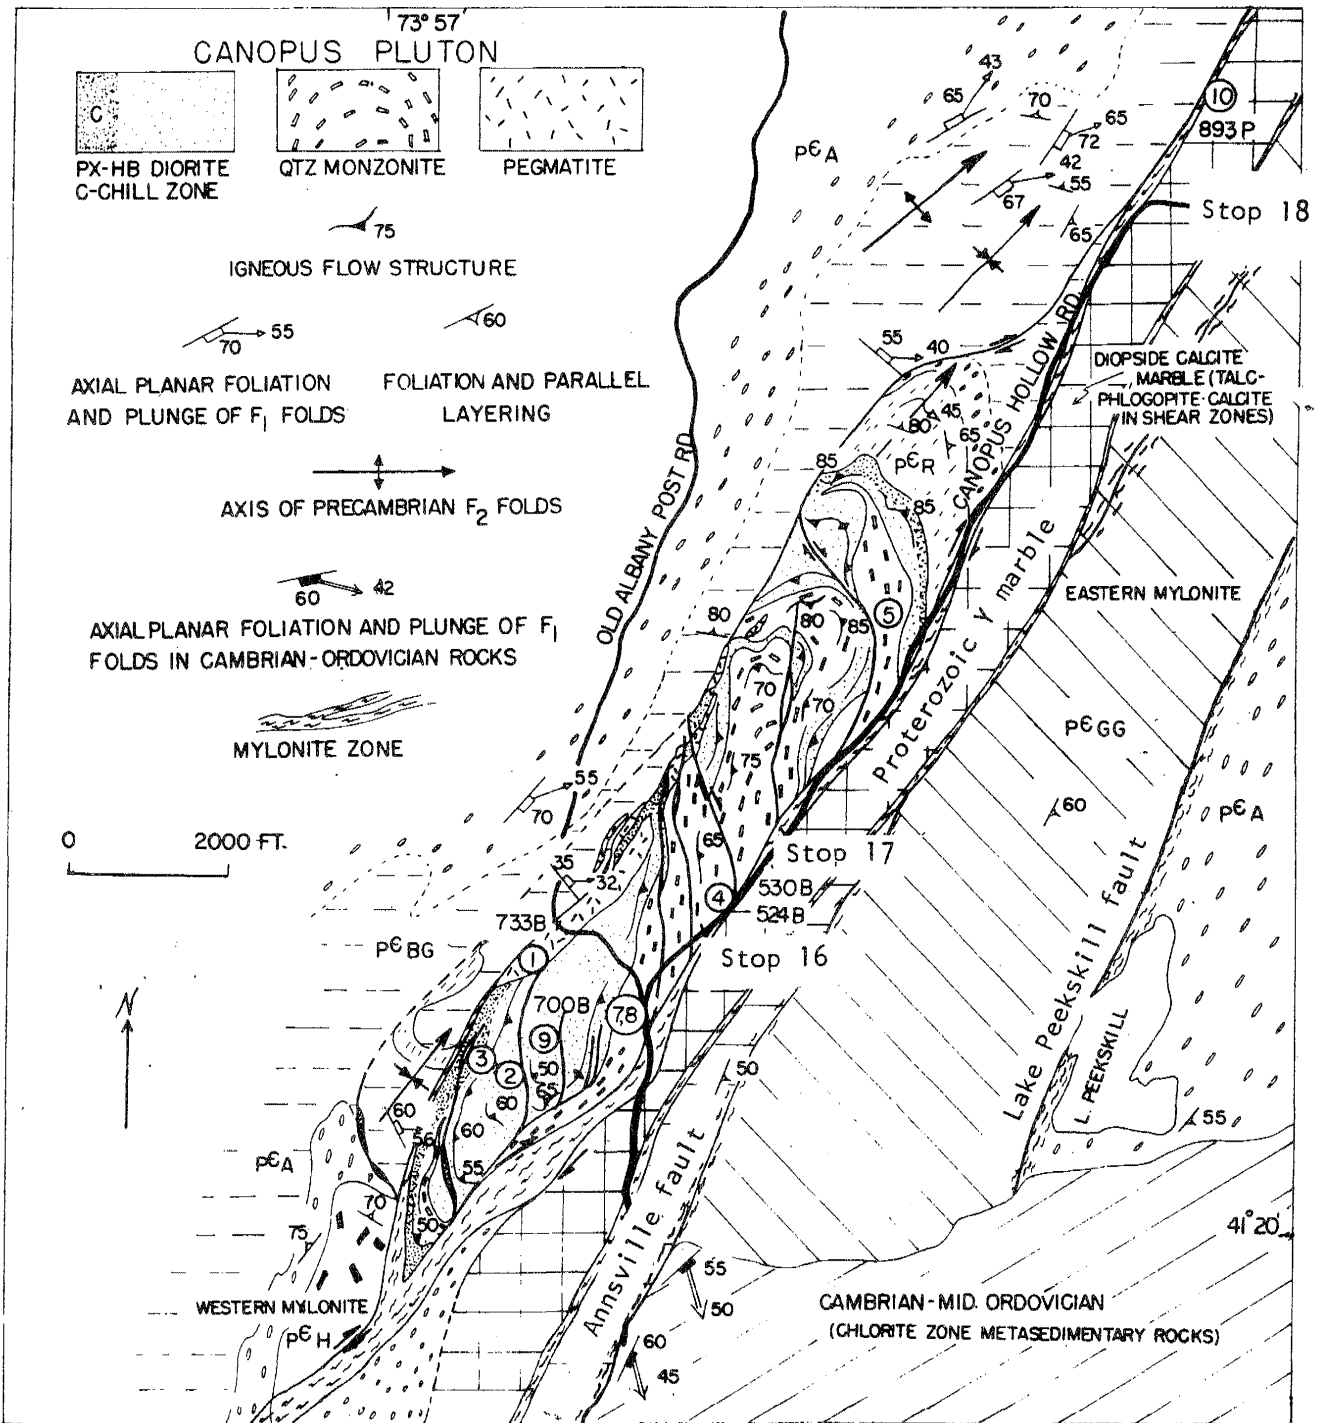 73° 57'
CANOPUS PLUTON
C
PX-HB DIORITE
C-CHILL ZONE
QTZ MONZONITE
PEGMATITE
75
IGNEOUS FLOW STRUCTURE
70
55
60
AXIAL PLANAR FOLIATION
AND PLUNGE OF F1 FOLDS
FOLIATION AND PARALLEL
LAYERING
AXIS OF PRECAMBRIAN F2 FOLDS
60
42
AXIAL PLANAR FOLIATION AND PLUNGE OF F1
FOLDS IN CAMBRIAN-ORDOVICIAN ROCKS
MYLONITE ZONE
0
2000 FT.
N
43
65
70
65
72
42
55
67
65
p€A
10
893 P
Stop 18
OLD ALBANY POST RD
CANOPUS HOLLOW RD
DIOPSIDE CALCITE
MARBLE (TALC-
PHLOGOPITE-CALCITE
IN SHEAR ZONES)
55
40
45
80
65
p€R
85
85
Proterozoic Y marble
EASTERN MYLONITE
5
80
80
85
70
70
75
p€GG
60
p€A
55
70
65
Stop 17
4
530B
524B
Stop 16
35
32
733B
p€BG
1
700B
7,8
9
3
2
50
65
60
60
60
56
55
50
p€A
70
75
WESTERN MYLONITE
p€H
Lake Peekskill fault
L. PEEKSKILL
50
55
Annsville fault
41° 20'
55
50
60
45
CAMBRIAN-MID. ORDOVICIAN
(CHLORITE ZONE METASEDIMENTARY ROCKS)